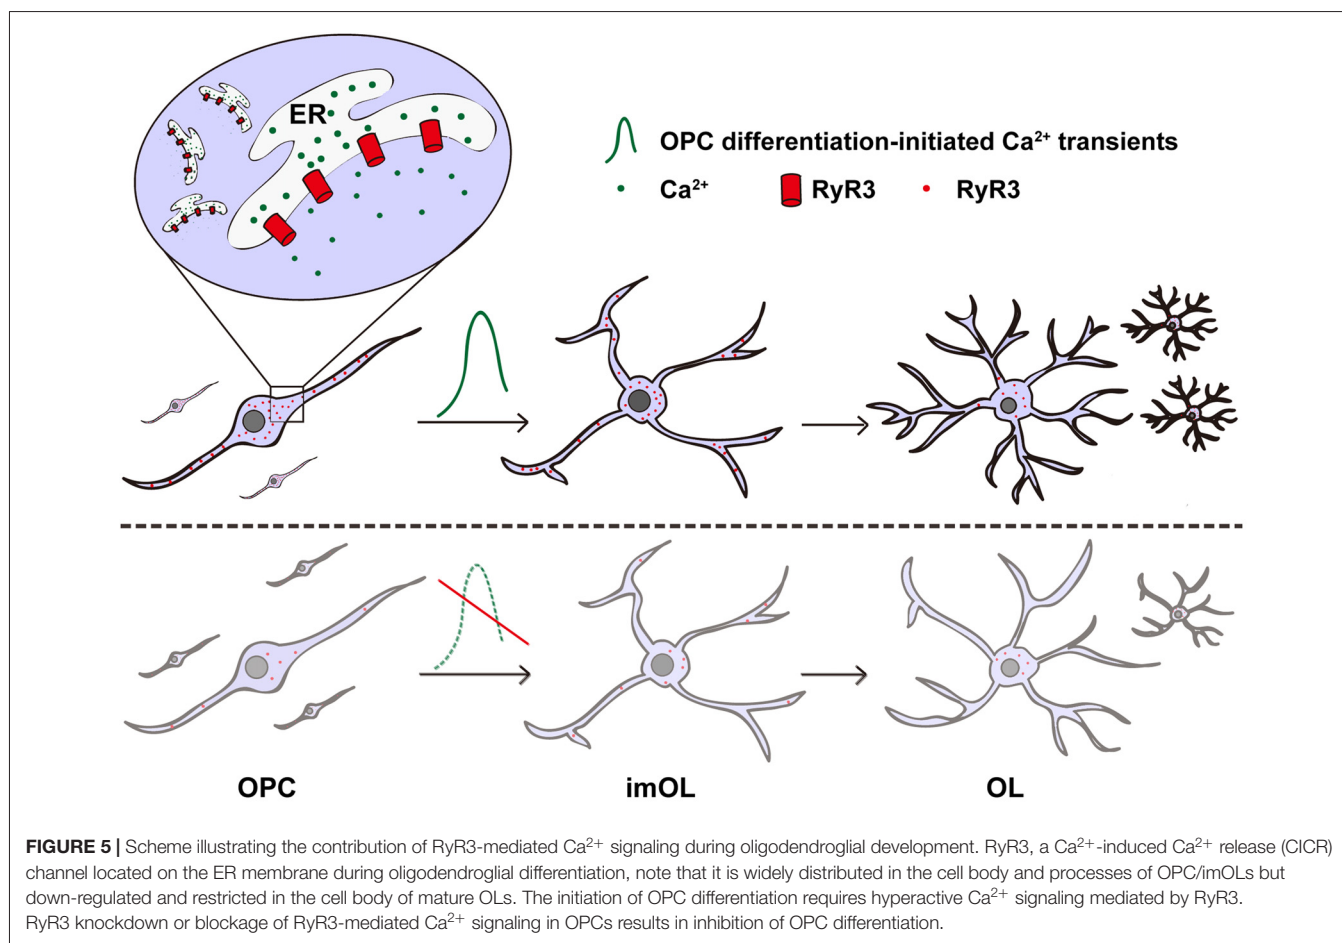 ER
OPC differentiation-initiated Ca²⁺ transients
Ca²⁺ RyR3 RyR3
OPC imOL OL
FIGURE 5 | Scheme illustrating the contribution of RyR3-mediated Ca²⁺ signaling during oligodendroglial development. RyR3, a Ca²⁺-induced Ca²⁺ release (CICR)
channel located on the ER membrane during oligodendroglial differentiation, note that it is widely distributed in the cell body and processes of OPC/imOLs but
down-regulated and restricted in the cell body of mature OLs. The initiation of OPC differentiation requires hyperactive Ca²⁺ signaling mediated by RyR3.
RyR3 knockdown or blockage of RyR3-mediated Ca²⁺ signaling in OPCs results in inhibition of OPC differentiation.